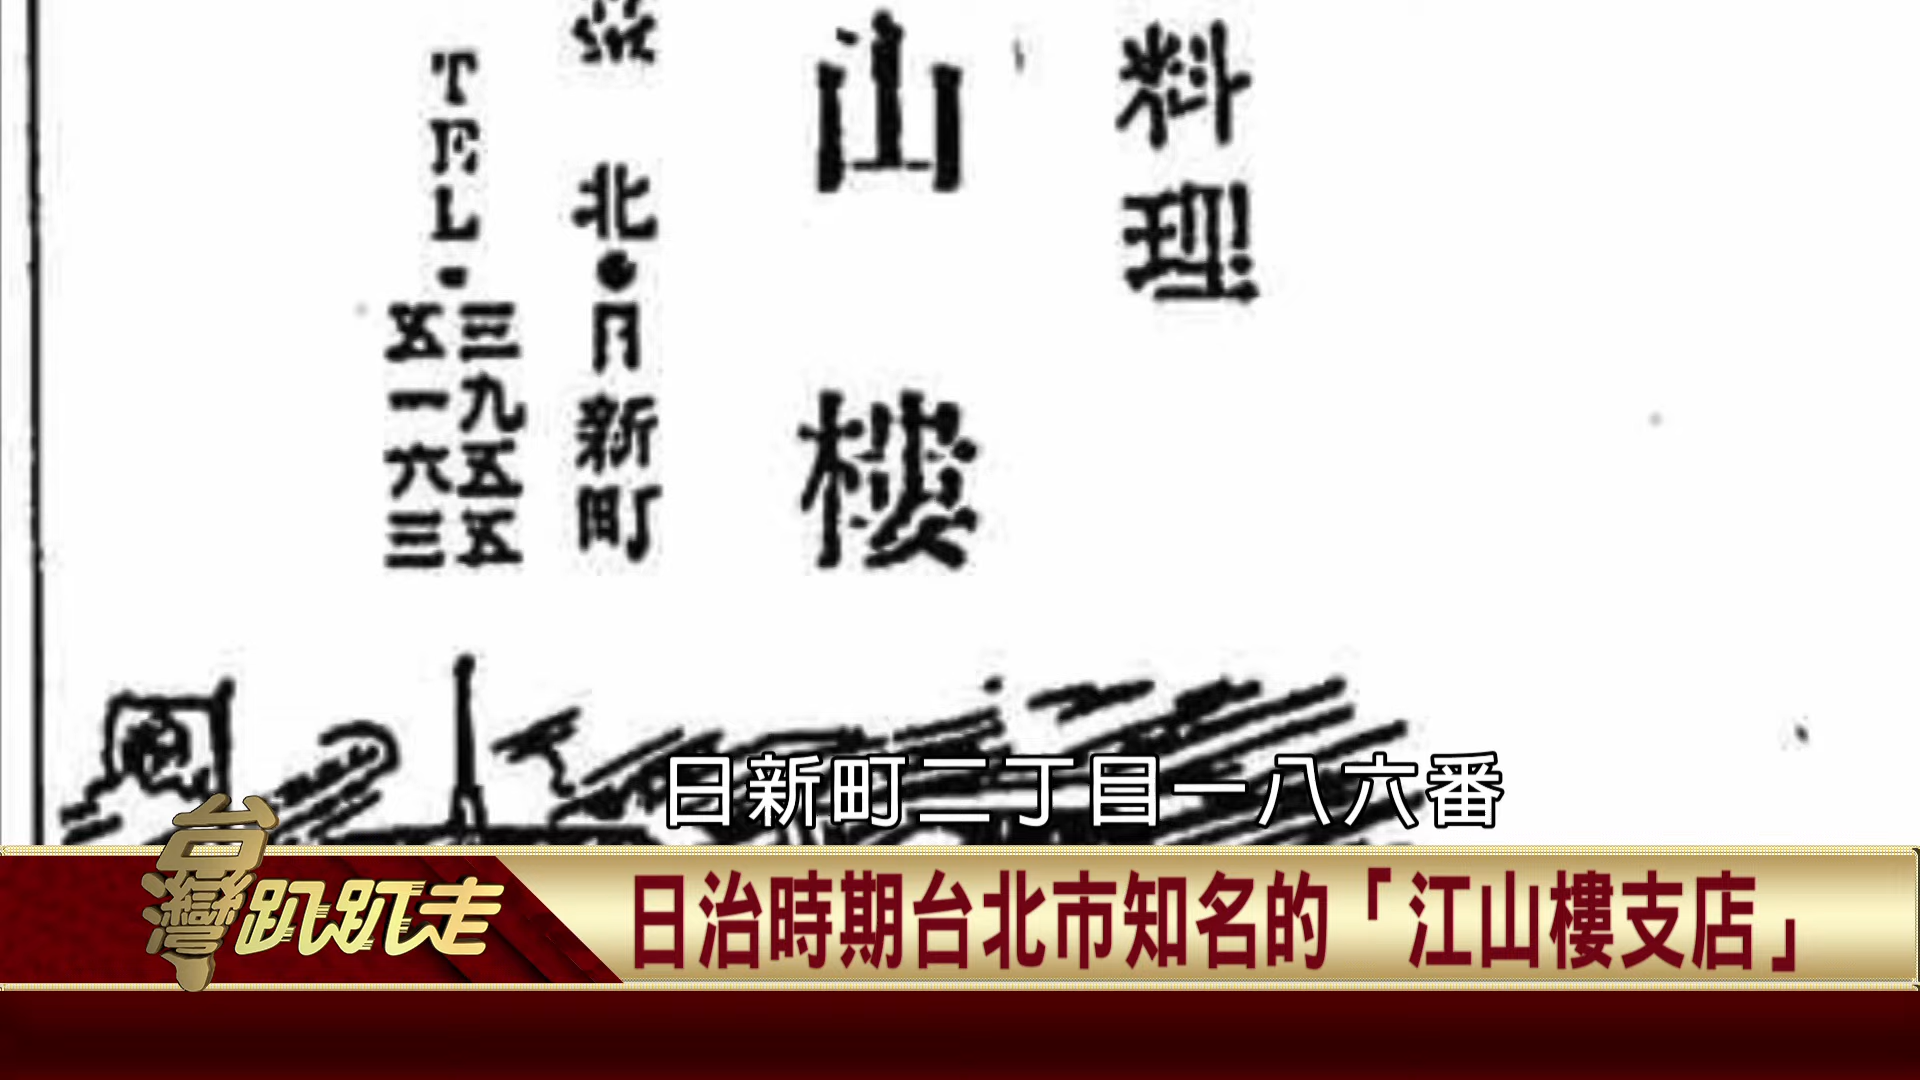 料理
山樓
北・日新町
TEL・
三九五五
五一六三
日新町二丁目一八六番
台灣趴趴走
日治時期台北市知名的「江山樓支店」